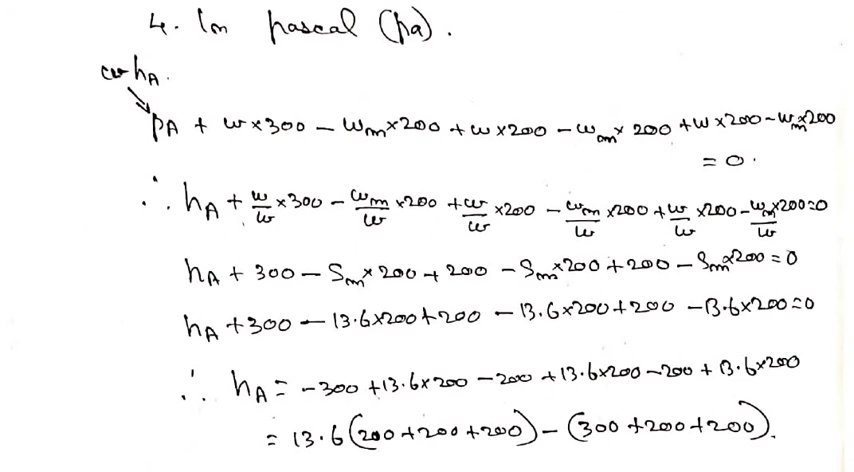 4. In pascal (pa).
whA.
pA + w×300 − wm×200 + w×200 − wm×200 + w×200 − wm×200
= 0.
∴ hA + w/w ×300 − wm/w ×200 + w/w ×200 − wm/w ×200 + w/w ×200 − wm/w ×200=0
hA + 300 − Sm×200 + 200 − Sm×200 + 200 − Sm×200 = 0
hA + 300 − 13.6×200 + 200 − 13.6×200 + 200 − 13.6×200 = 0
∴ hA = −300 + 13.6×200 − 200 + 13.6×200 − 200 + 13.6×200
= 13.6(200 + 200 + 200) − (300 + 200 + 200).